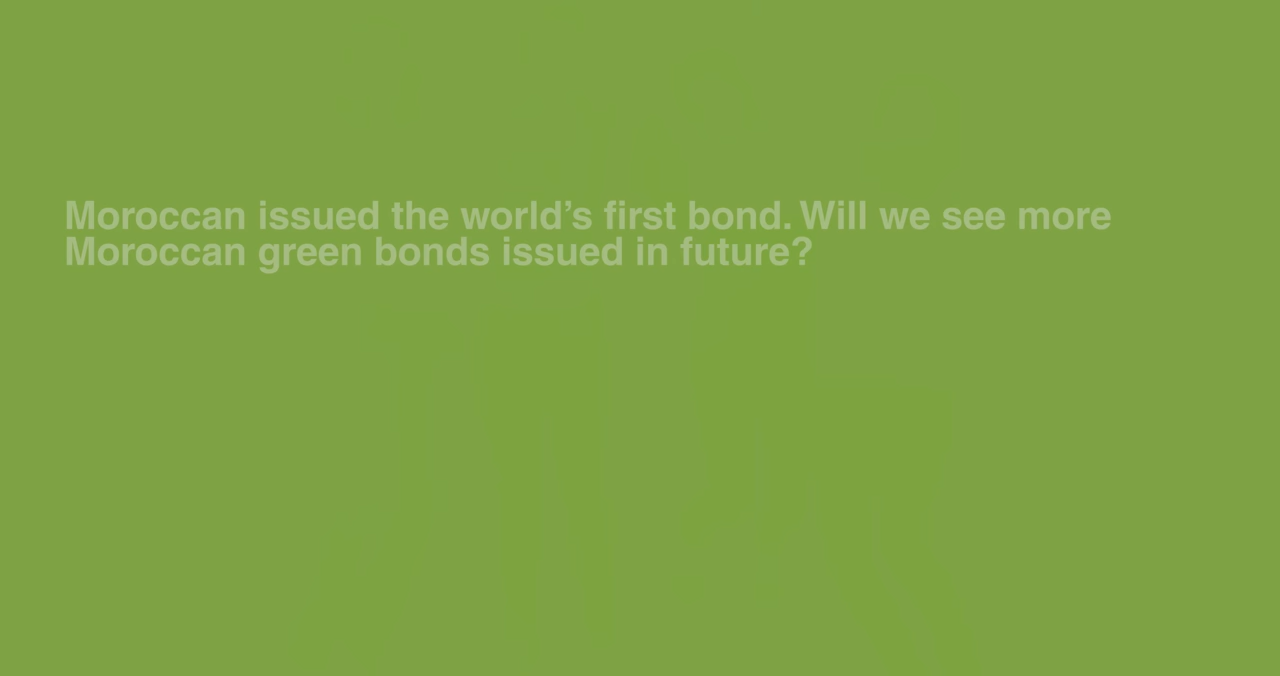 Moroccan issued the world’s first bond. Will we see more
Moroccan green bonds issued in future?